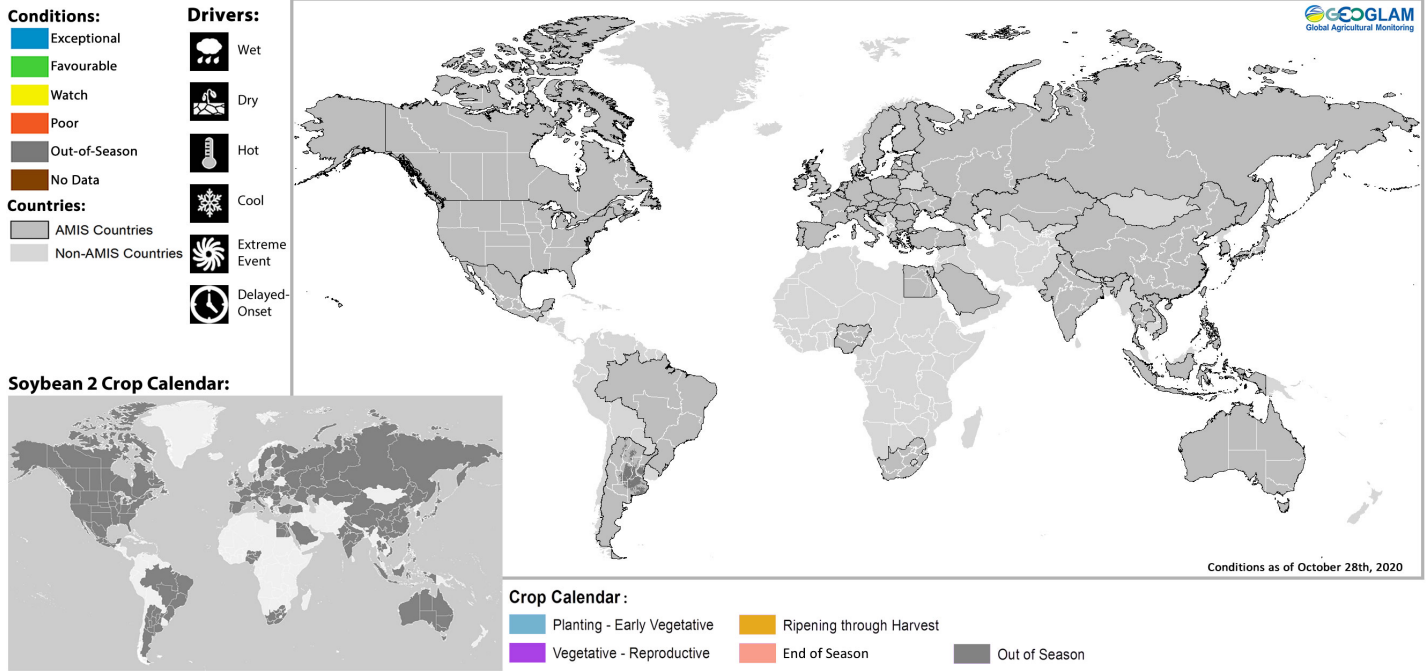 Conditions:
Exceptional
Favourable
Watch
Poor
Out-of-Season
No Data
Countries:
AMIS Countries
Non-AMIS Countries
Drivers:
Wet
Dry
Hot
Cool
Extreme
Event
Delayed-
Onset
GEOGLAM
Global Agricultural Monitoring
Soybean 2 Crop Calendar:
Conditions as of October 28th, 2020
Crop Calendar :
Planting - Early Vegetative
Ripening through Harvest
Vegetative - Reproductive
End of Season
Out of Season